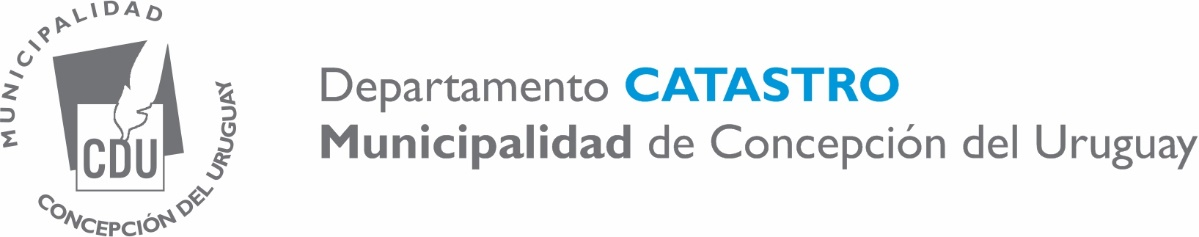 MUNICIPALIDAD
CDU
CONCEPCIÓN DEL URUGUAY
Departamento CATASTRO
Municipalidad de Concepción del Uruguay